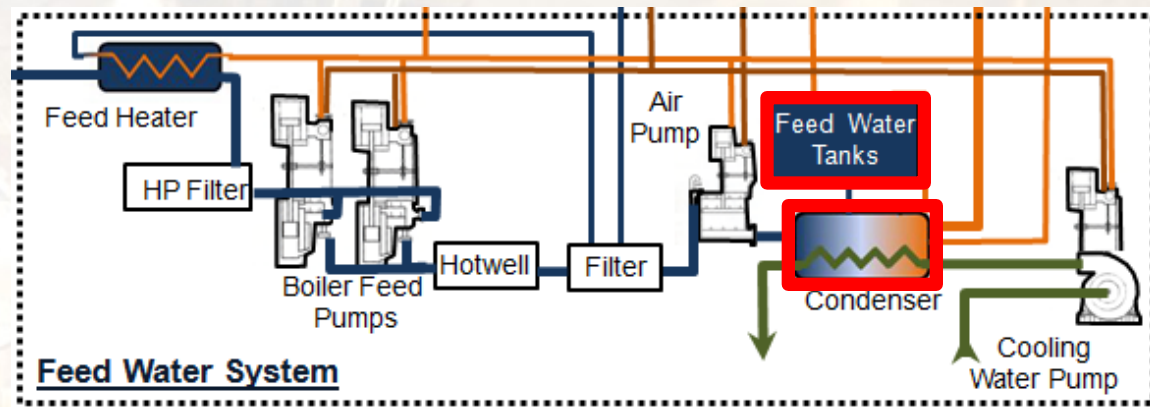 Feed Heater
Air
Pump
Feed Water
Tanks
HP Filter
Hotwell
Filter
Boiler Feed
Pumps
Condenser
Cooling
Water Pump
Feed Water System